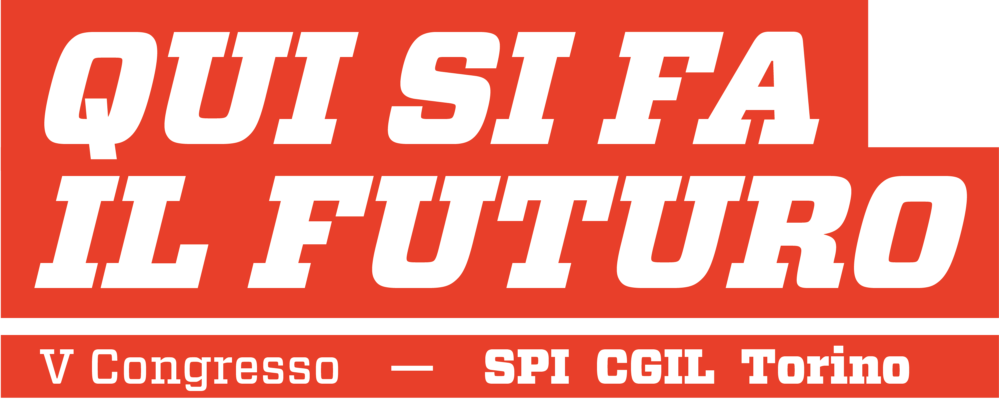 QUI SI FA
IL FUTURO
V Congresso — SPI CGIL Torino